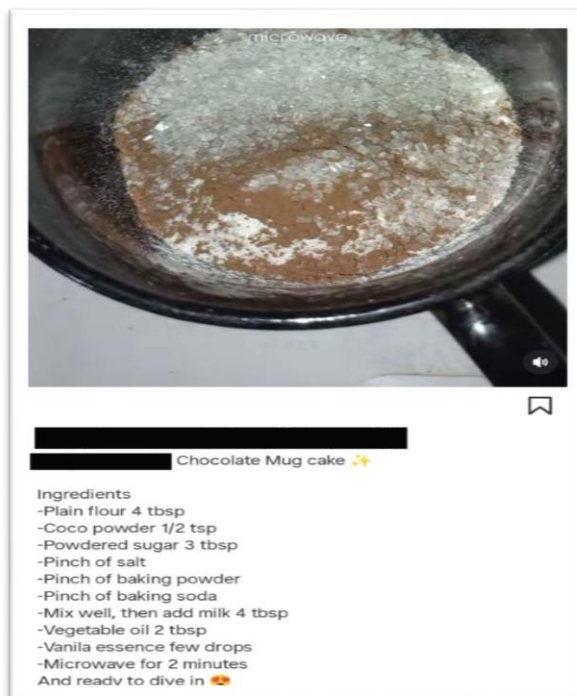 microwave
Chocolate Mug cake ✨
Ingredients
-Plain flour 4 tbsp
-Coco powder 1/2 tsp
-Powdered sugar 3 tbsp
-Pinch of salt
-Pinch of baking powder
-Pinch of baking soda
-Mix well, then add milk 4 tbsp
-Vegetable oil 2 tbsp
-Vanila essence few drops
-Microwave for 2 minutes
And ready to dive in 😍